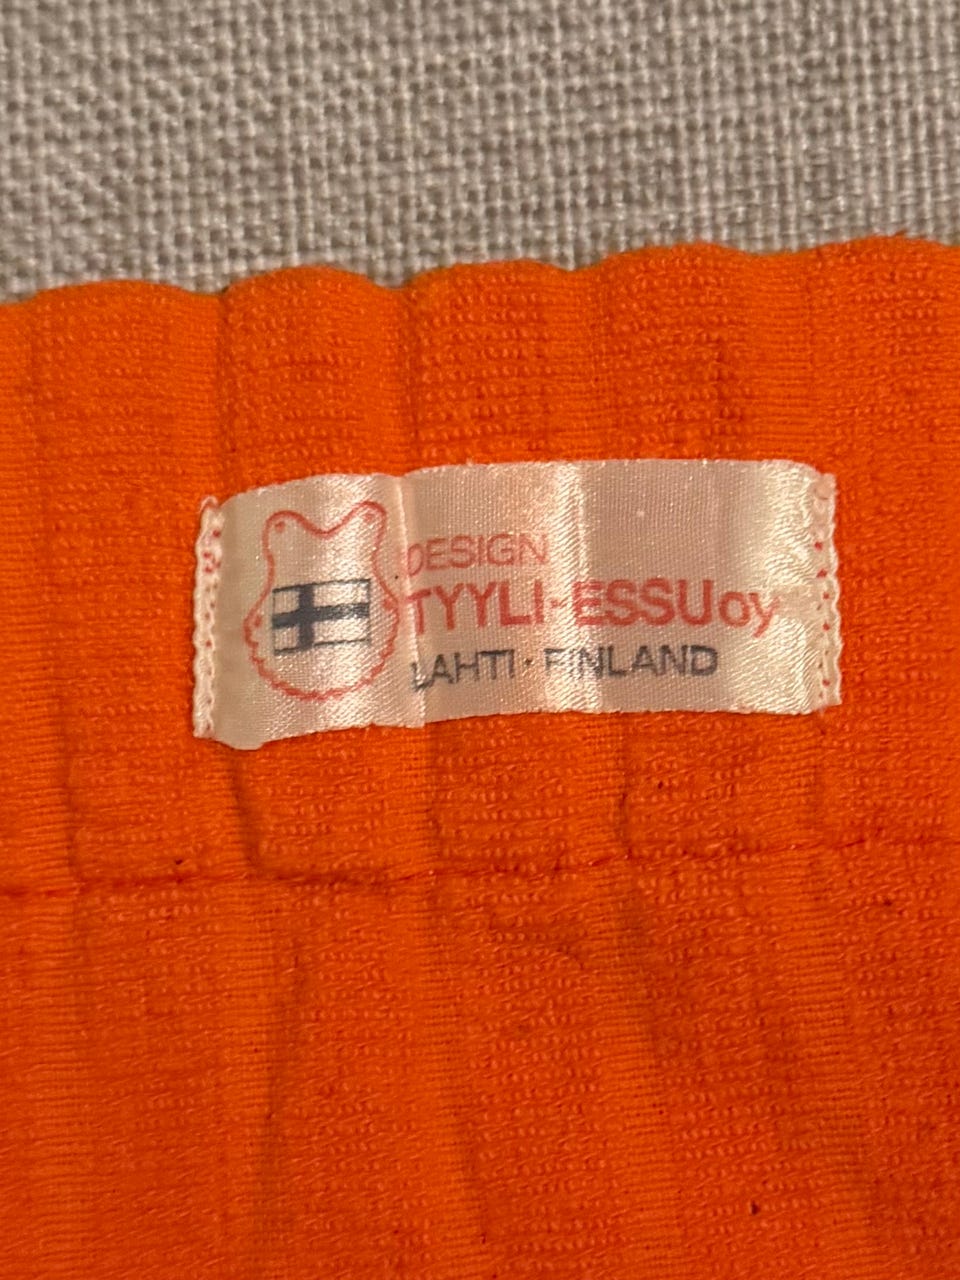 DESIGN
TYYLI-ESSU oy
LAHTI · FINLAND